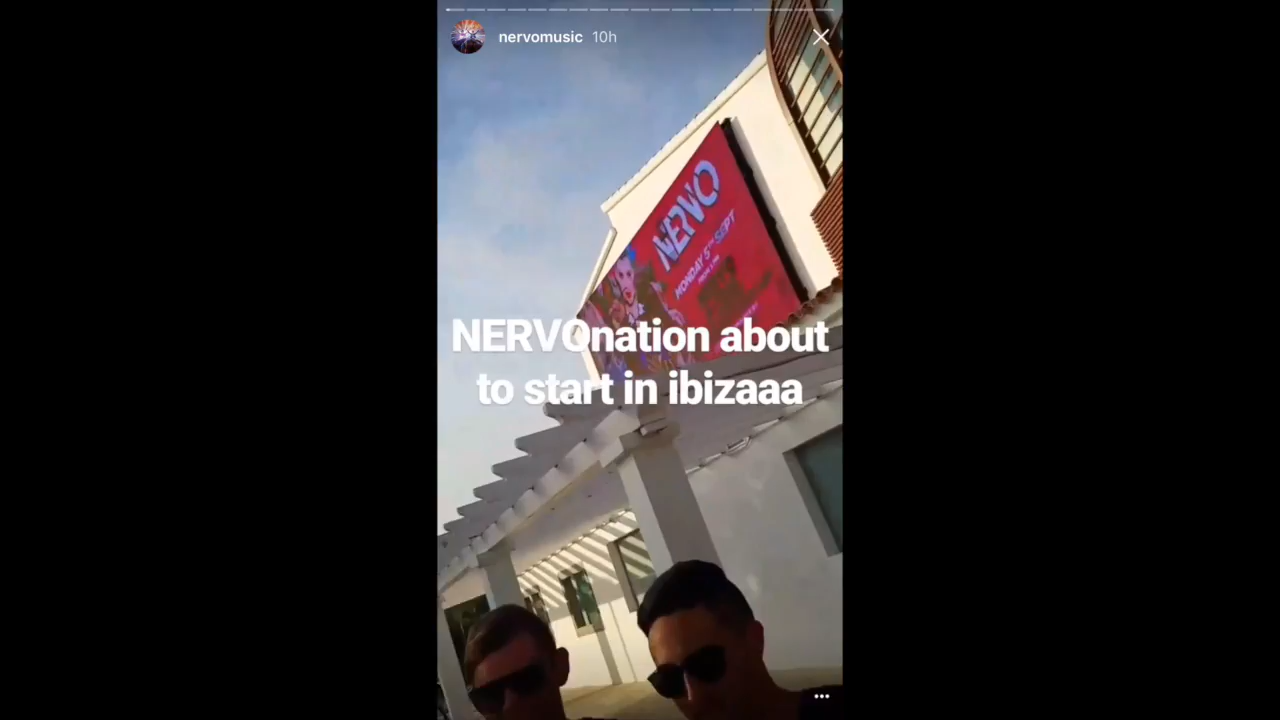 nervomusic 10h
NERVO
MONDAY 5TH SEPT
NERVOnation about
to start in ibizaaa